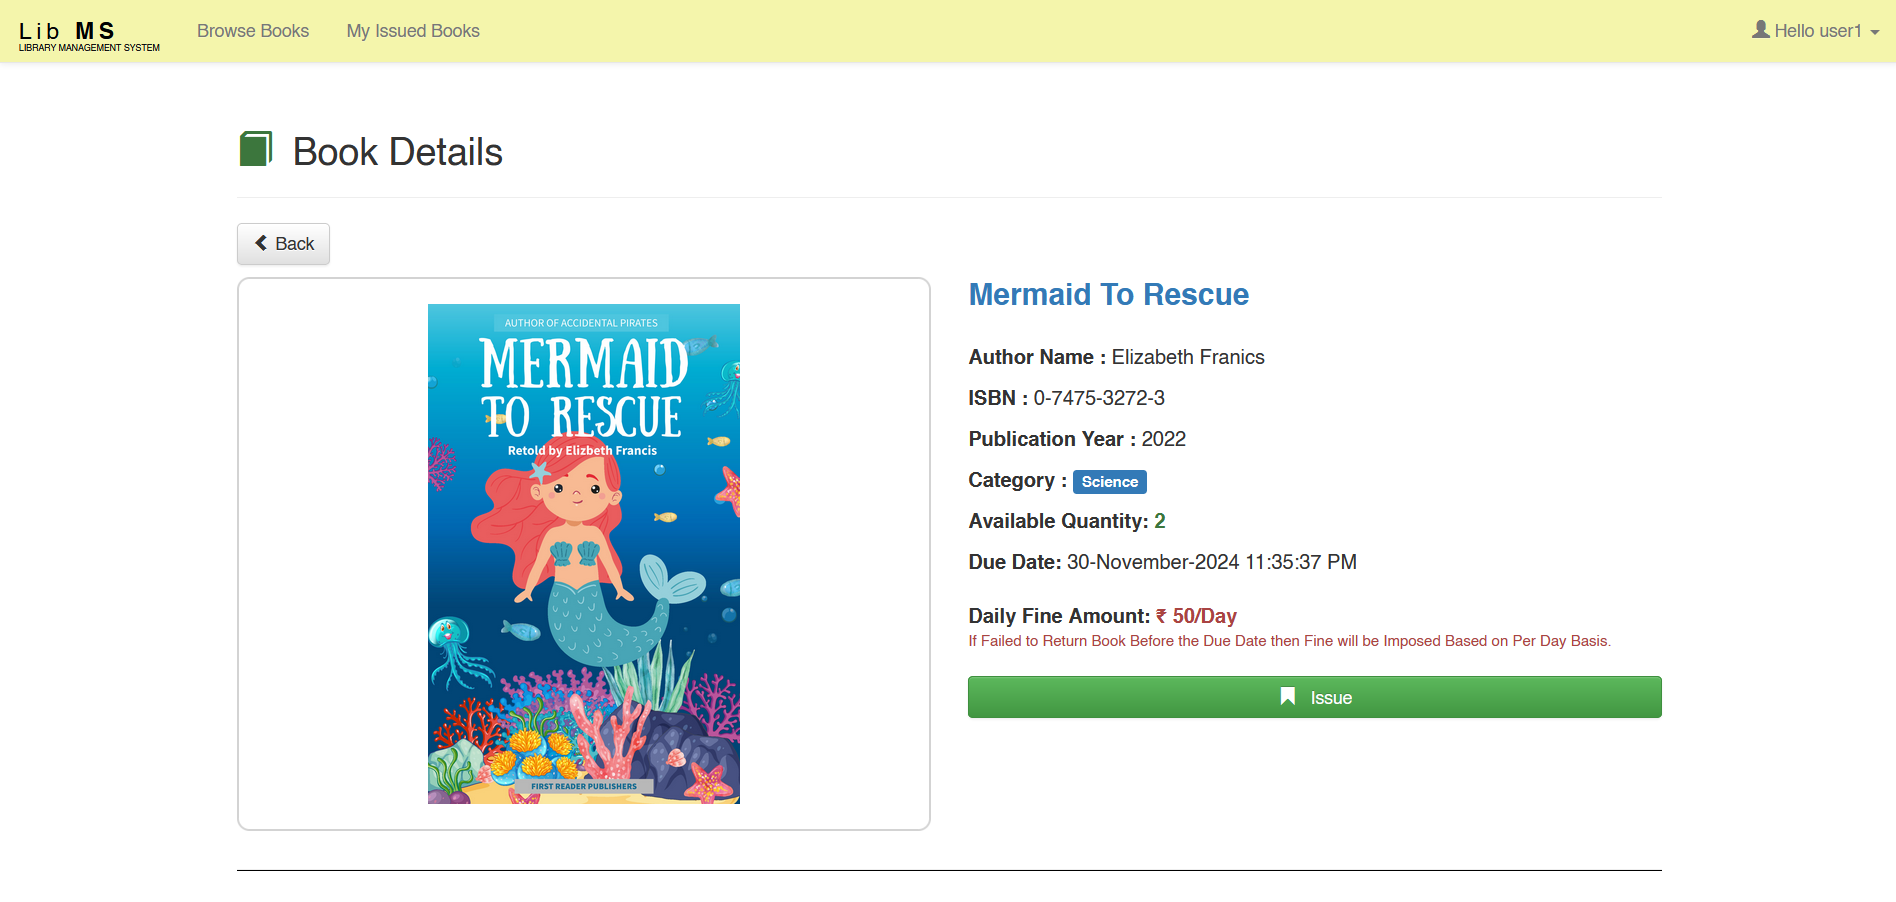 Lib MS
LIBRARY MANAGEMENT SYSTEM
Browse Books
My Issued Books
Hello user1
Book Details
Back
AUTHOR OF ACCIDENTAL PIRATES
MERMAID
TO RESCUE
Retold by Elizbeth Francis
FIRST READER PUBLISHERS
Mermaid To Rescue
Author Name : Elizabeth Franics
ISBN : 0-7475-3272-3
Publication Year : 2022
Category : Science
Available Quantity: 2
Due Date: 30-November-2024 11:35:37 PM
Daily Fine Amount: ₹ 50/Day
If Failed to Return Book Before the Due Date then Fine will be Imposed Based on Per Day Basis.
Issue